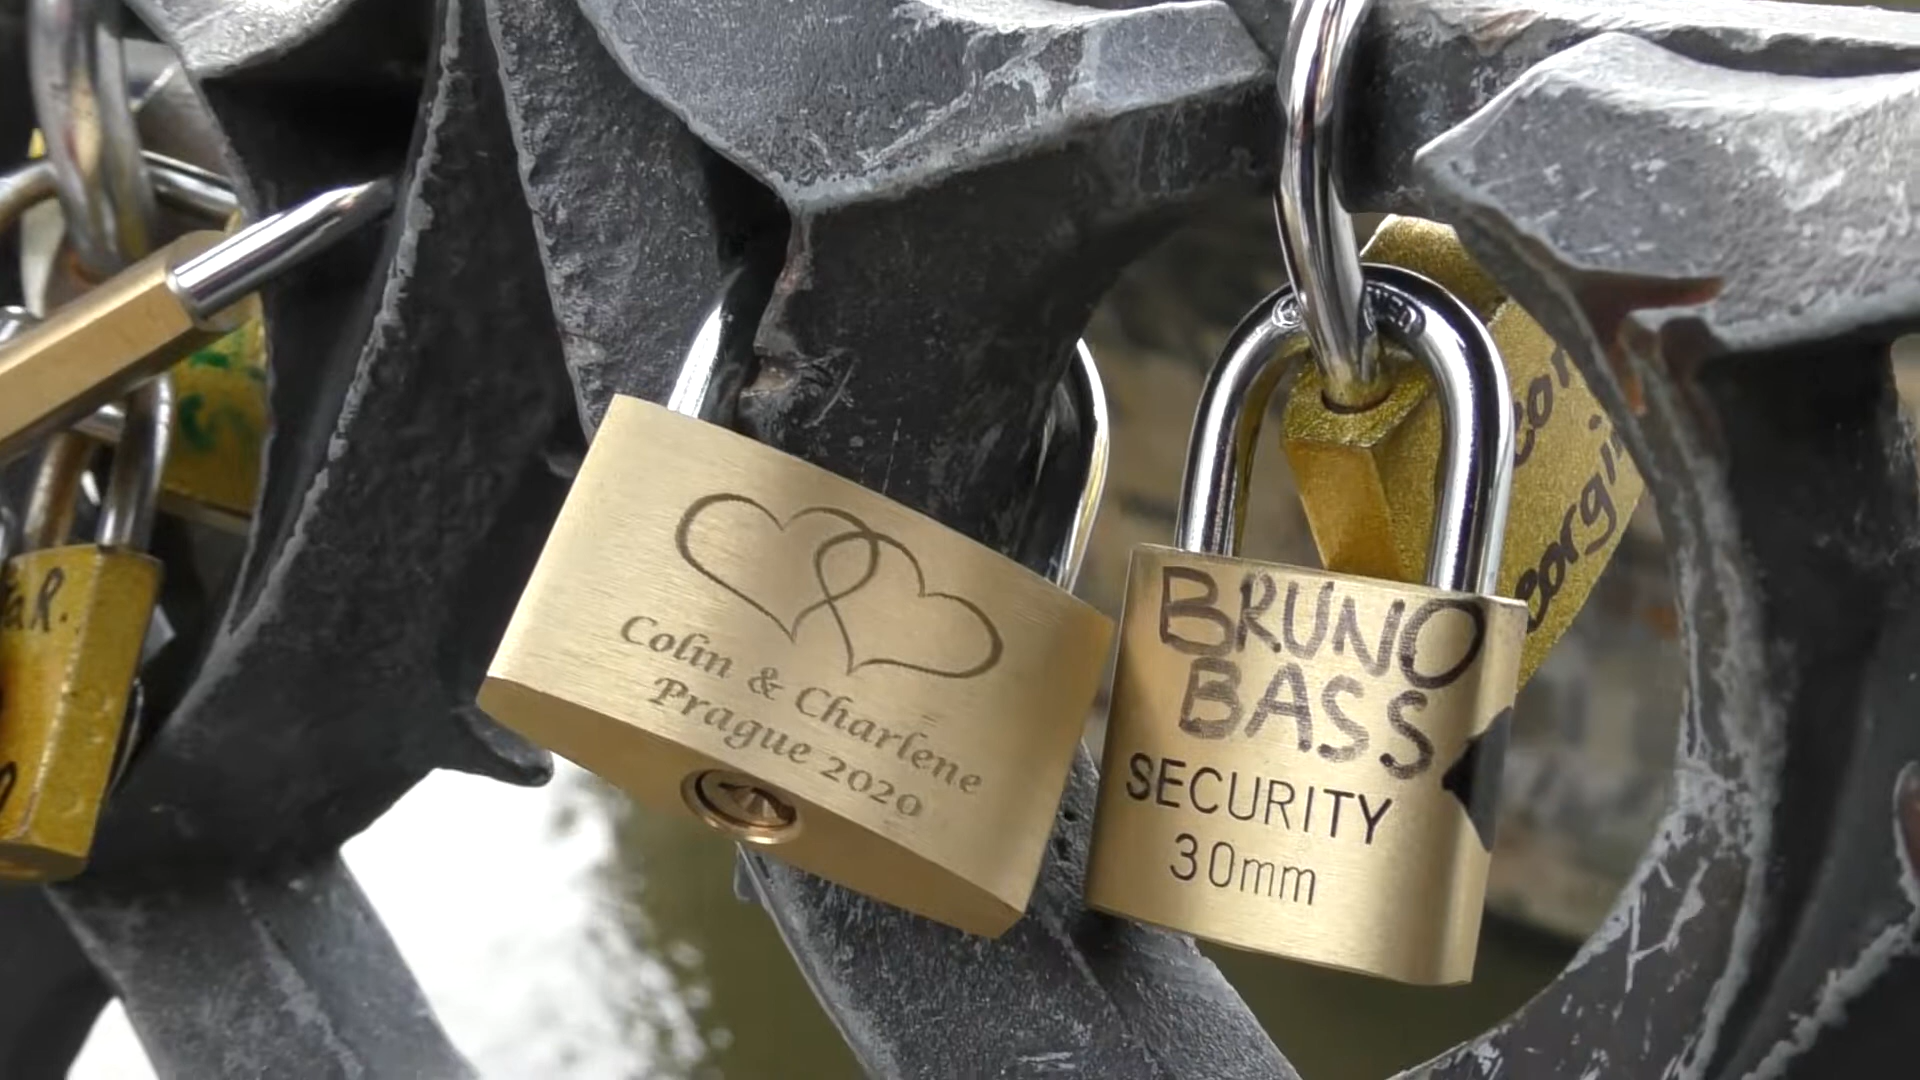 Colin & Charlene
Prague 2020
BRUNO
BASS
SECURITY
30mm